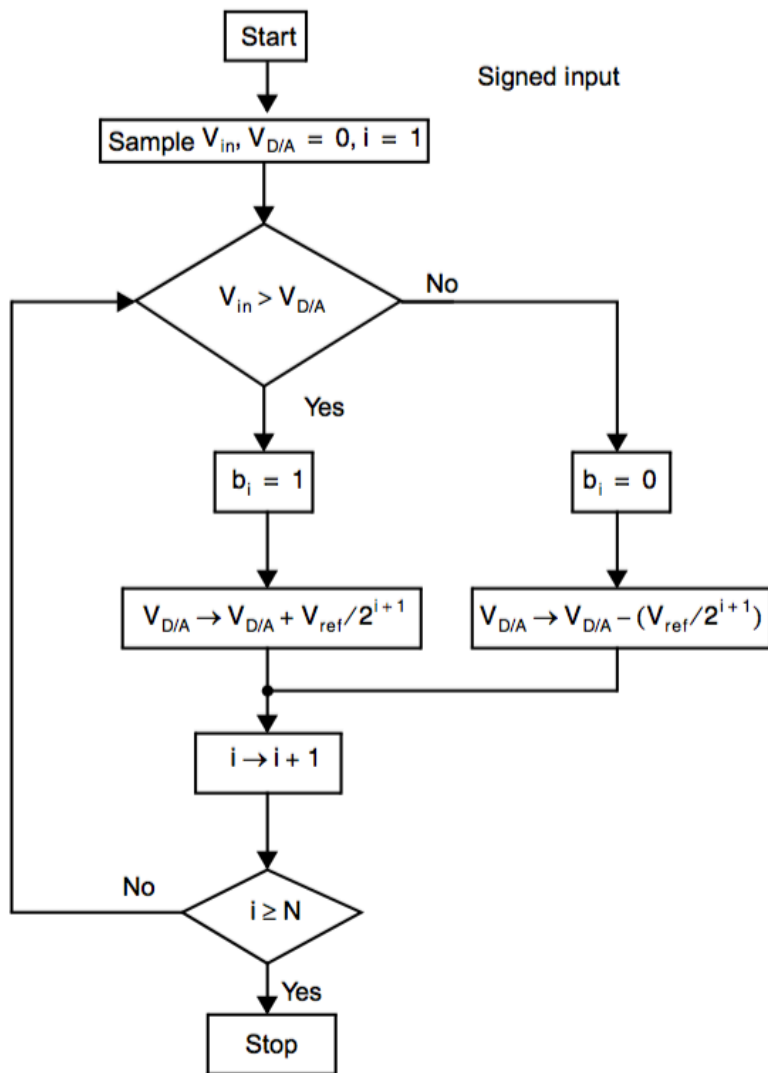 Start
Signed input
Sample V_in, V_D/A = 0, i = 1
V_in > V_D/A
No
Yes
b_i = 1
b_i = 0
V_D/A → V_D/A + V_ref/2^{i+1}
V_D/A → V_D/A − (V_ref/2^{i+1})
i → i + 1
No
i ≥ N
Yes
Stop